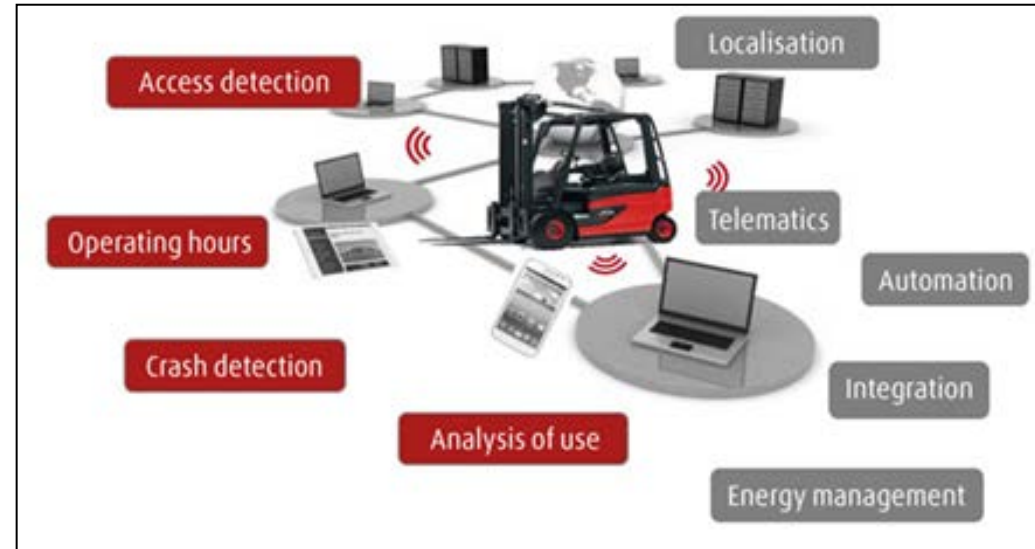 Localisation
Access detection
Telematics
Operating hours
Automation
Crash detection
Integration
Analysis of use
Energy management